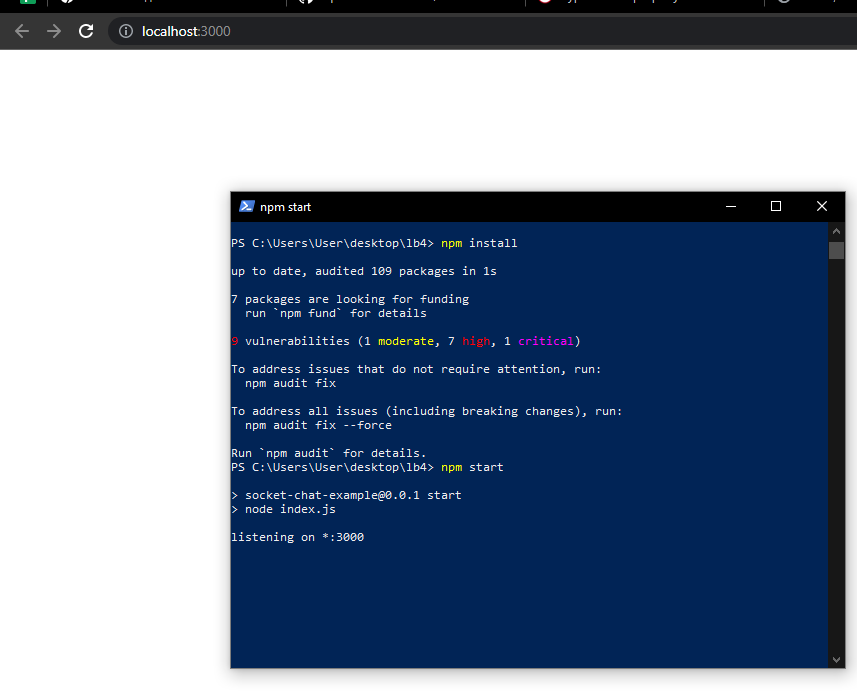 localhost:3000
npm start
PS C:\Users\User\desktop\lb4> npm install
up to date, audited 109 packages in 1s
7 packages are looking for funding
run `npm fund` for details
9 vulnerabilities (1 moderate, 7 high, 1 critical)
To address issues that do not require attention, run:
npm audit fix
To address all issues (including breaking changes), run:
npm audit fix --force
Run `npm audit` for details.
PS C:\Users\User\desktop\lb4> npm start
> socket-chat-example@0.0.1 start
> node index.js
listening on *:3000